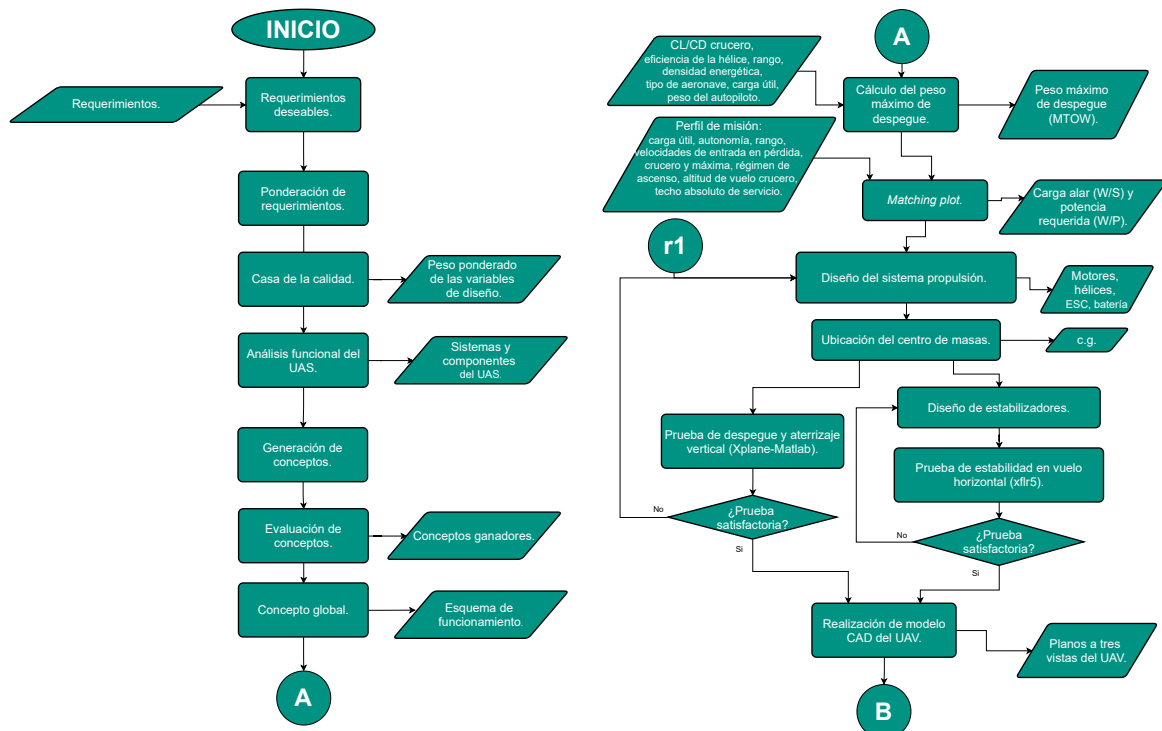 INICIO
Requerimientos.
Requerimientos
deseables.
Ponderación de
requerimientos.
Casa de la calidad.
Peso ponderado
de las variables
de diseño.
Análisis funcional del
UAS.
Sistemas y
componentes
del UAS.
Generación de
conceptos.
Evaluación de
conceptos.
Conceptos ganadores.
Concepto global.
Esquema de
funcionamiento.
A
A
CL/CD crucero,
eficiencia de la hélice, rango,
densidad energética,
tipo de aeronave, carga útil,
peso del autopiloto.
Cálculo del peso
máximo de
despegue.
Peso máximo
de despegue
(MTOW).
Perfil de misión:
carga útil, autonomía, rango,
velocidades de entrada en pérdida,
crucero y máxima, régimen de
ascenso, altitud de vuelo crucero,
techo absoluto de servicio.
Matching plot.
Carga alar (W/S) y
potencia
requerida (W/P).
r1
Diseño del sistema propulsión.
Motores,
hélices,
ESC, batería
Ubicación del centro de masas.
c.g.
Diseño de estabilizadores.
Prueba de despegue y aterrizaje
vertical (Xplane-Matlab).
Prueba de estabilidad en vuelo
horizontal (xflr5).
No
¿Prueba
satisfactoria?
Si
No
¿Prueba
satisfactoria?
Si
Realización de modelo
CAD del UAV.
Planos a tres
vistas del UAV.
B